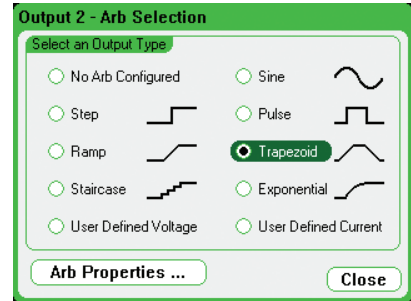 Output 2 - Arb Selection
Select an Output Type
No Arb Configured
Sine
Step
Pulse
Ramp
Trapezoid
Staircase
Exponential
User Defined Voltage
User Defined Current
Arb Properties ...
Close